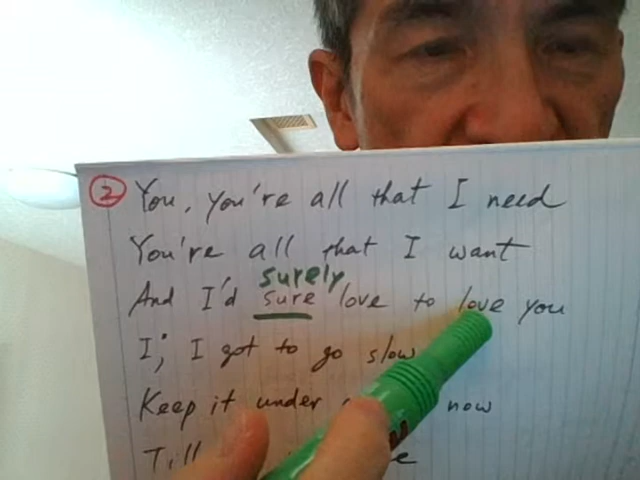 ② You, you're all that I need
You're all that I want
surely
And I'd sure love to love you
I; I got to go slow
Keep it under now
Till